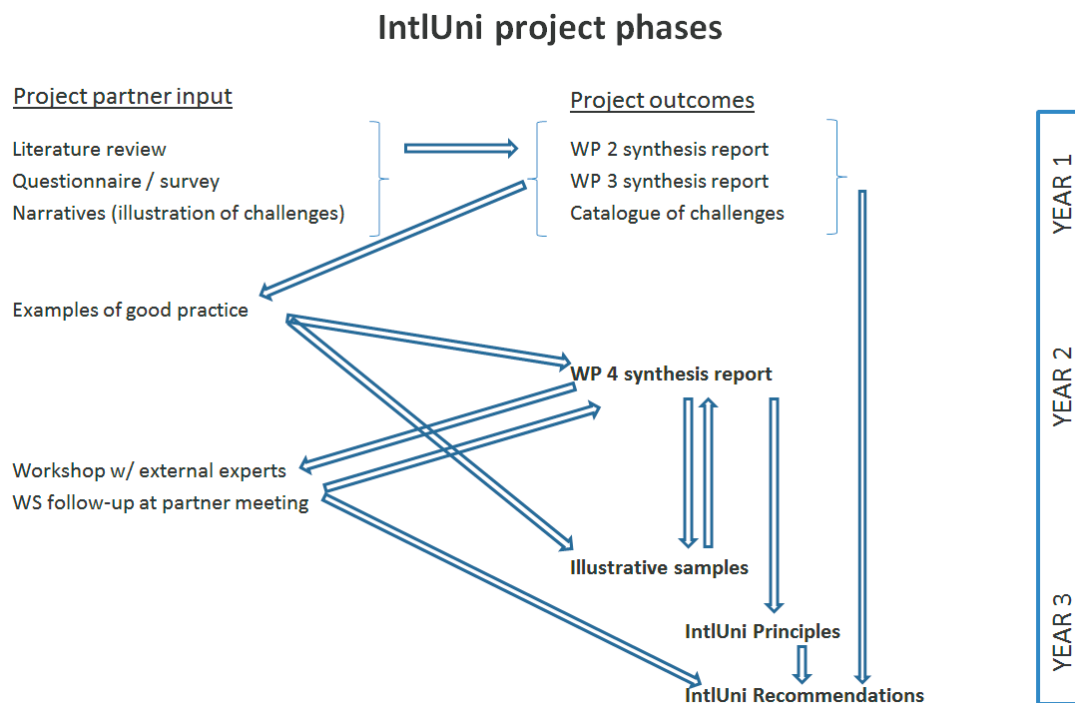 IntlUni project phases
Project partner input
Project outcomes
Literature review
Questionnaire / survey
Narratives (illustration of challenges)
WP 2 synthesis report
WP 3 synthesis report
Catalogue of challenges
YEAR 1
Examples of good practice
WP 4 synthesis report
YEAR 2
Workshop w/ external experts
WS follow-up at partner meeting
Illustrative samples
IntlUni Principles
YEAR 3
IntlUni Recommendations